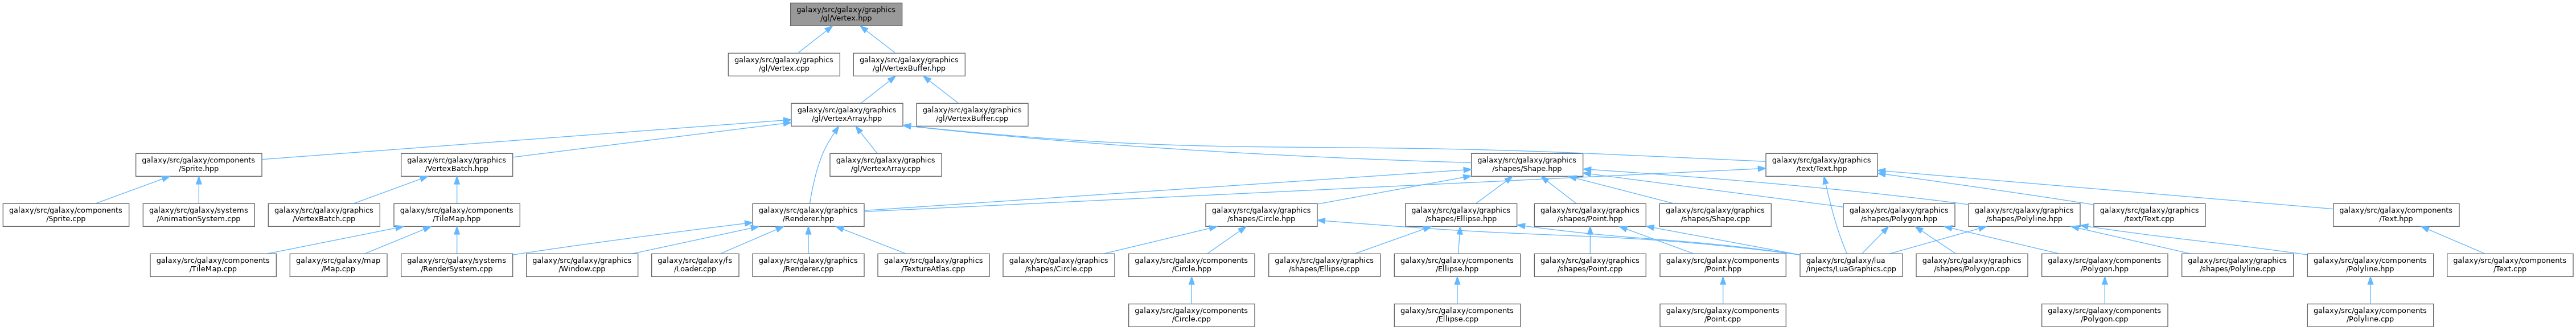 galaxy/src/galaxy/graphics
/gl/Vertex.hpp
galaxy/src/galaxy/graphics
/gl/Vertex.cpp
galaxy/src/galaxy/graphics
/gl/VertexBuffer.hpp
galaxy/src/galaxy/graphics
/gl/VertexArray.hpp
galaxy/src/galaxy/graphics
/gl/VertexBuffer.cpp
galaxy/src/galaxy/components
/Sprite.hpp
galaxy/src/galaxy/graphics
/VertexBatch.hpp
galaxy/src/galaxy/graphics
/gl/VertexArray.cpp
galaxy/src/galaxy/graphics
/shapes/Shape.hpp
galaxy/src/galaxy/graphics
/text/Text.hpp
galaxy/src/galaxy/components
/Sprite.cpp
galaxy/src/galaxy/systems
/AnimationSystem.cpp
galaxy/src/galaxy/graphics
/VertexBatch.cpp
galaxy/src/galaxy/components
/TileMap.hpp
galaxy/src/galaxy/graphics
/Renderer.hpp
galaxy/src/galaxy/graphics
/shapes/Circle.hpp
galaxy/src/galaxy/graphics
/shapes/Ellipse.hpp
galaxy/src/galaxy/graphics
/shapes/Point.hpp
galaxy/src/galaxy/graphics
/shapes/Shape.cpp
galaxy/src/galaxy/graphics
/shapes/Polygon.hpp
galaxy/src/galaxy/graphics
/shapes/Polyline.hpp
galaxy/src/galaxy/graphics
/text/Text.cpp
galaxy/src/galaxy/components
/Text.hpp
galaxy/src/galaxy/components
/TileMap.cpp
galaxy/src/galaxy/map
/Map.cpp
galaxy/src/galaxy/systems
/RenderSystem.cpp
galaxy/src/galaxy/graphics
/Window.cpp
galaxy/src/galaxy/fs
/Loader.cpp
galaxy/src/galaxy/graphics
/Renderer.cpp
galaxy/src/galaxy/graphics
/TextureAtlas.cpp
galaxy/src/galaxy/graphics
/shapes/Circle.cpp
galaxy/src/galaxy/components
/Circle.hpp
galaxy/src/galaxy/graphics
/shapes/Ellipse.cpp
galaxy/src/galaxy/components
/Ellipse.hpp
galaxy/src/galaxy/graphics
/shapes/Point.cpp
galaxy/src/galaxy/components
/Point.hpp
galaxy/src/galaxy/lua
/injects/LuaGraphics.cpp
galaxy/src/galaxy/graphics
/shapes/Polygon.cpp
galaxy/src/galaxy/components
/Polygon.hpp
galaxy/src/galaxy/graphics
/shapes/Polyline.cpp
galaxy/src/galaxy/components
/Polyline.hpp
galaxy/src/galaxy/components
/Text.cpp
galaxy/src/galaxy/components
/Circle.cpp
galaxy/src/galaxy/components
/Ellipse.cpp
galaxy/src/galaxy/components
/Point.cpp
galaxy/src/galaxy/components
/Polygon.cpp
galaxy/src/galaxy/components
/Polyline.cpp